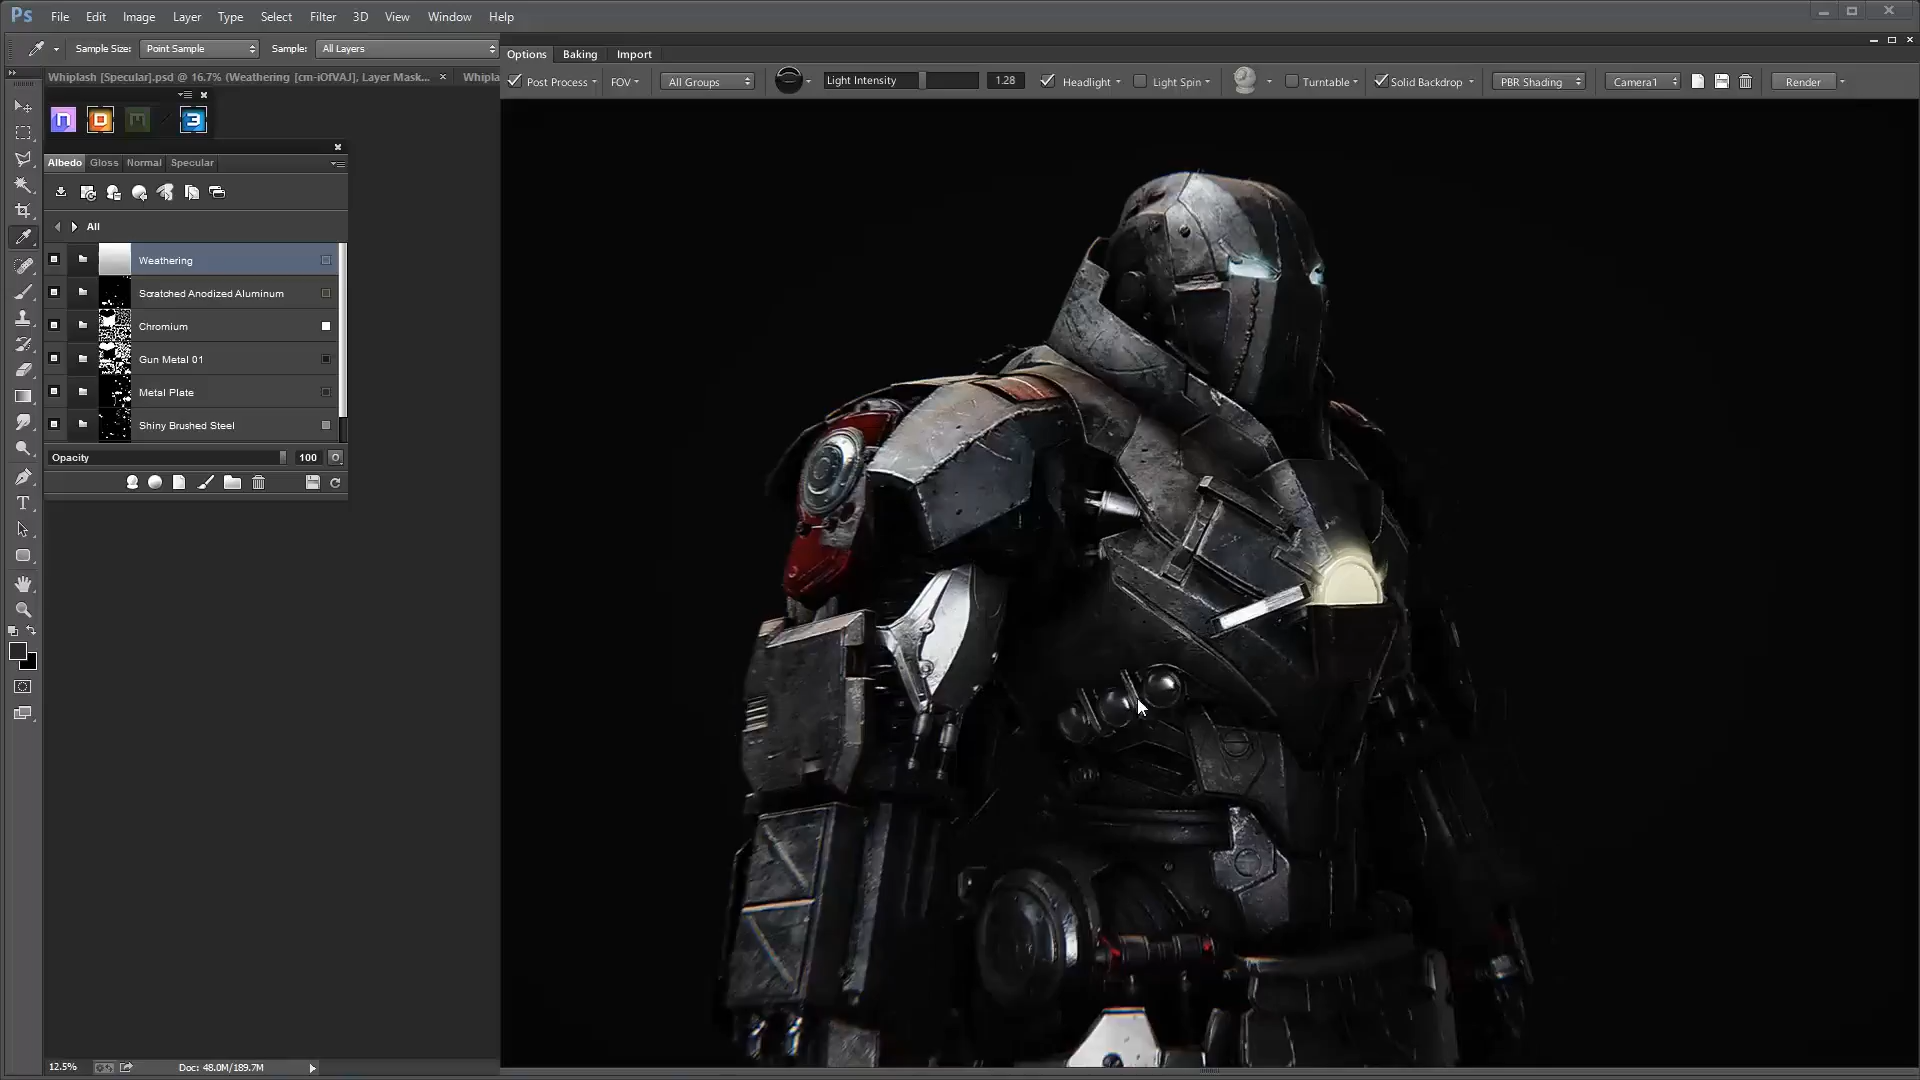 Ps File Edit Image Layer Type Select Filter 3D View Window Help
Sample Size: Point Sample Sample: All Layers
Options Baking Import
Whiplash [Specular].psd @ 16.7% (Weathering [cm-iOfVAJ], Layer Mask... × Whipla
Post Process FOV All Groups Light Intensity 1.28 Headlight Light Spin Turntable Solid Backdrop PBR Shading Camera1 Render
n D M 3
Albedo Gloss Normal Specular
All
Weathering
Scratched Anodized Aluminum
Chromium
Gun Metal 01
Metal Plate
Shiny Brushed Steel
Opacity 100
12.5% Doc: 48.0M/189.7M